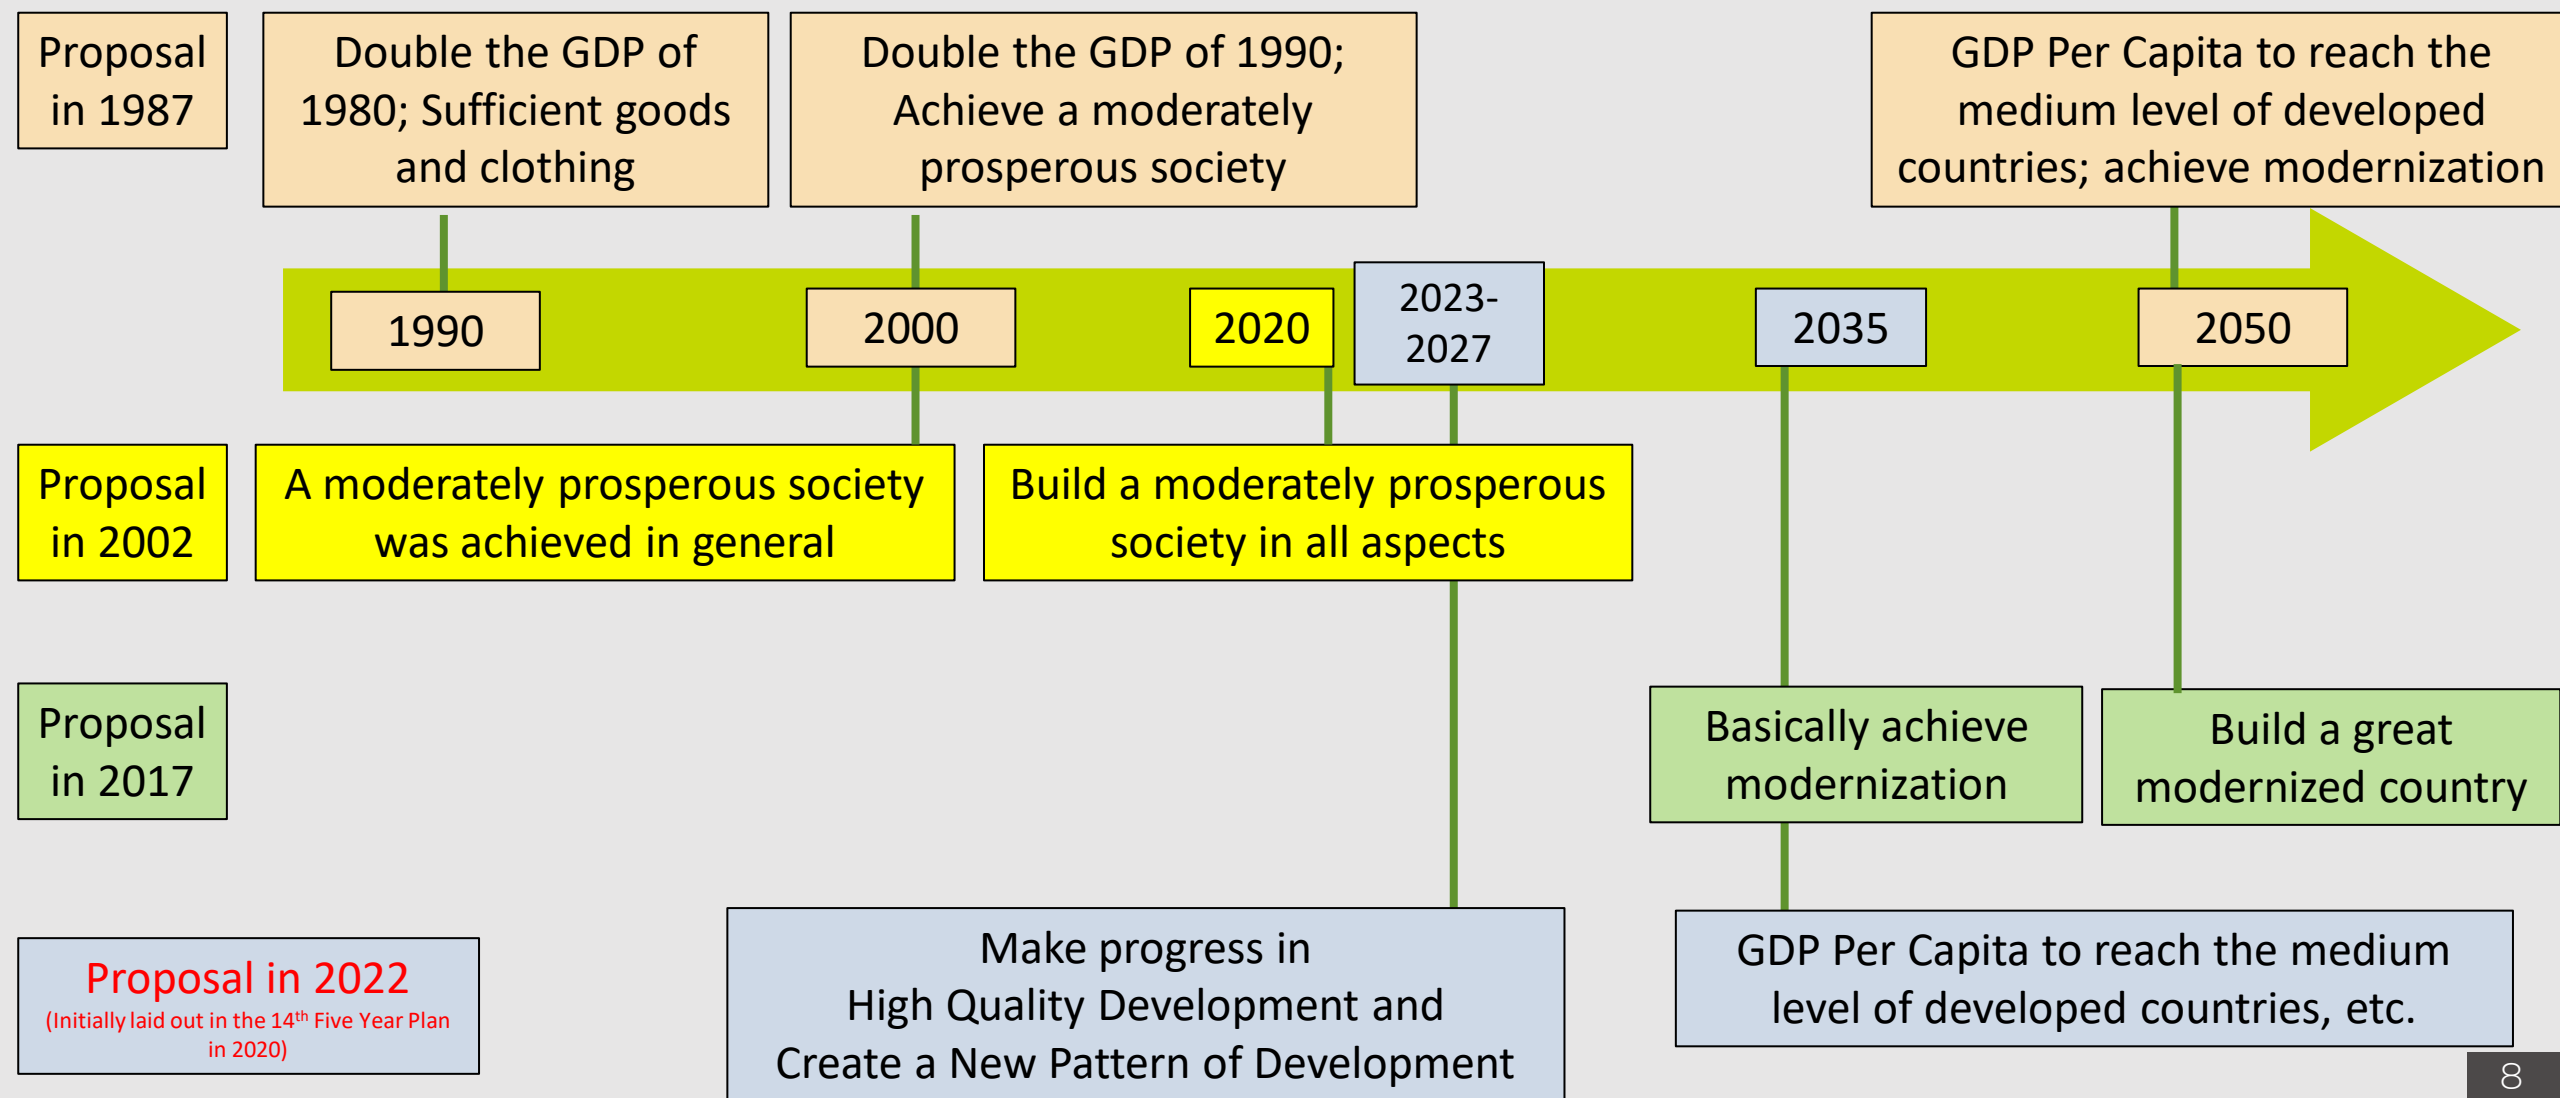 Proposal
in 1987
Double the GDP of
1980; Sufficient goods
and clothing
Double the GDP of 1990;
Achieve a moderately
prosperous society
GDP Per Capita to reach the
medium level of developed
countries; achieve modernization
1990
2000
2020
2023-
2027
2035
2050
Proposal
in 2002
A moderately prosperous society
was achieved in general
Build a moderately prosperous
society in all aspects
Proposal
in 2017
Basically achieve
modernization
Build a great
modernized country
Proposal in 2022
(Initially laid out in the 14th Five Year Plan
in 2020)
Make progress in
High Quality Development and
Create a New Pattern of Development
GDP Per Capita to reach the medium
level of developed countries, etc.
8